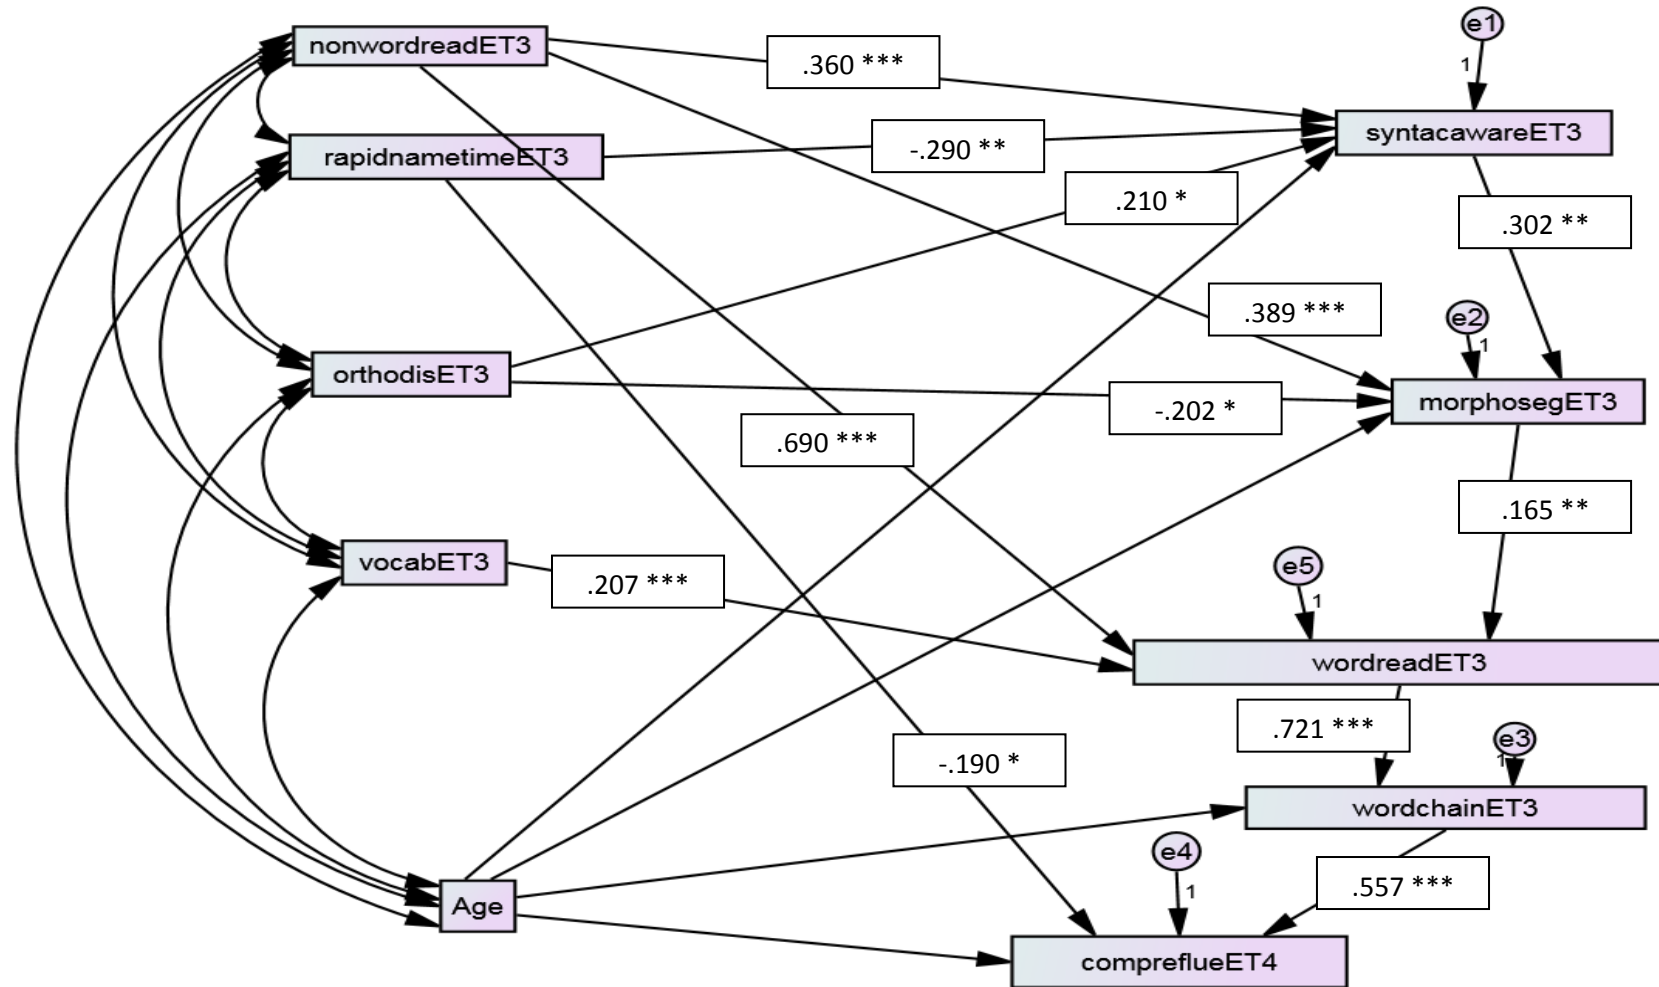 e1
1
nonwordreadET3
.360 ***
syntacawareET3
rapidnametimeET3
-.290 **
.210 *
.302 **
.389 ***
e2
1
orthodisET3
-.202 *
morphosegET3
.690 ***
.165 **
vocabET3
.207 ***
e5
1
wordreadET3
.721 ***
e3
1
-.190 *
wordchainET3
e4
1
.557 ***
Age
compreflueET4